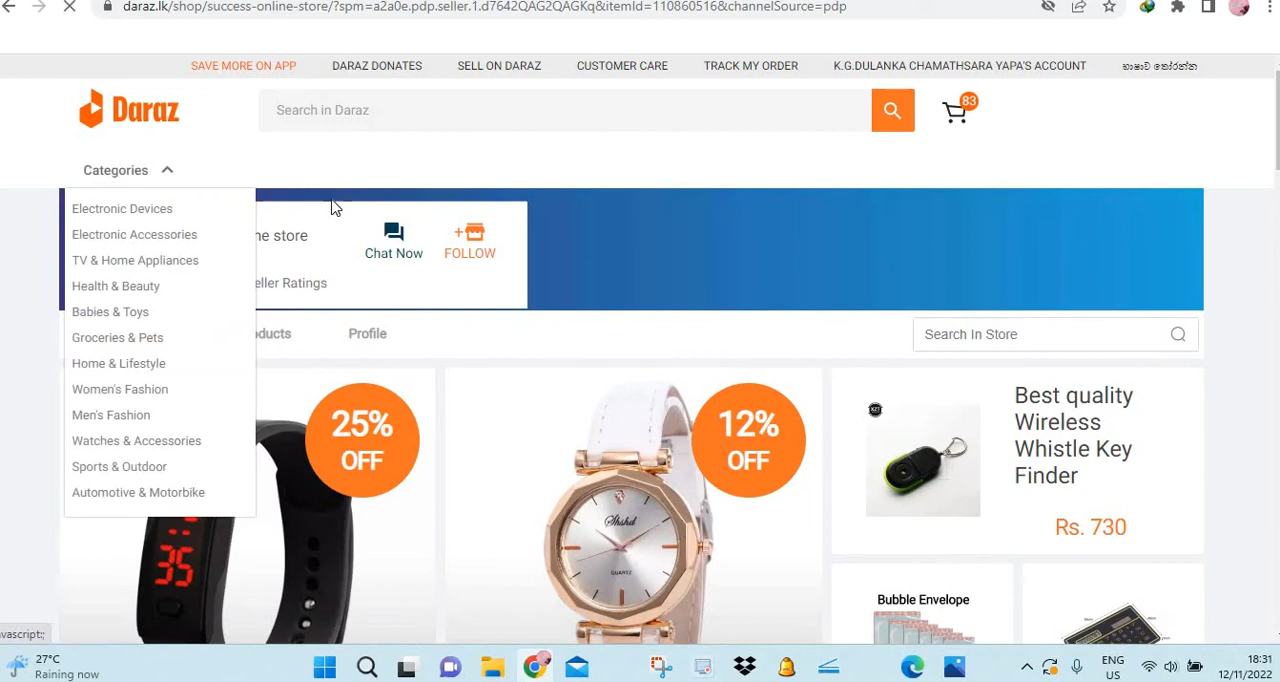 daraz.lk/shop/success-online-store/?spm=a2a0e.pdp.seller.1.d7642QAG2QAGKq&itemId=110860516&channelSource=pdp
SAVE MORE ON APP DARAZ DONATES SELL ON DARAZ CUSTOMER CARE TRACK MY ORDER K.G.DULANKA CHAMATHSARA YAPA'S ACCOUNT භාෂාව තෝරන්න
Daraz Search in Daraz 83
Categories
Electronic Devices
Electronic Accessories
TV & Home Appliances
Health & Beauty
Babies & Toys
Groceries & Pets
Home & Lifestyle
Women's Fashion
Men's Fashion
Watches & Accessories
Sports & Outdoor
Automotive & Motorbike
ne store
Chat Now
+ FOLLOW
eller Ratings
ducts Profile Search In Store
25%
OFF
35
12%
OFF
Shshd
QUARTZ
Best quality
Wireless
Whistle Key
Finder
Rs. 730
Bubble Envelope
avascript:;
27°C
Raining now
ENG
US
18:31
12/11/2022